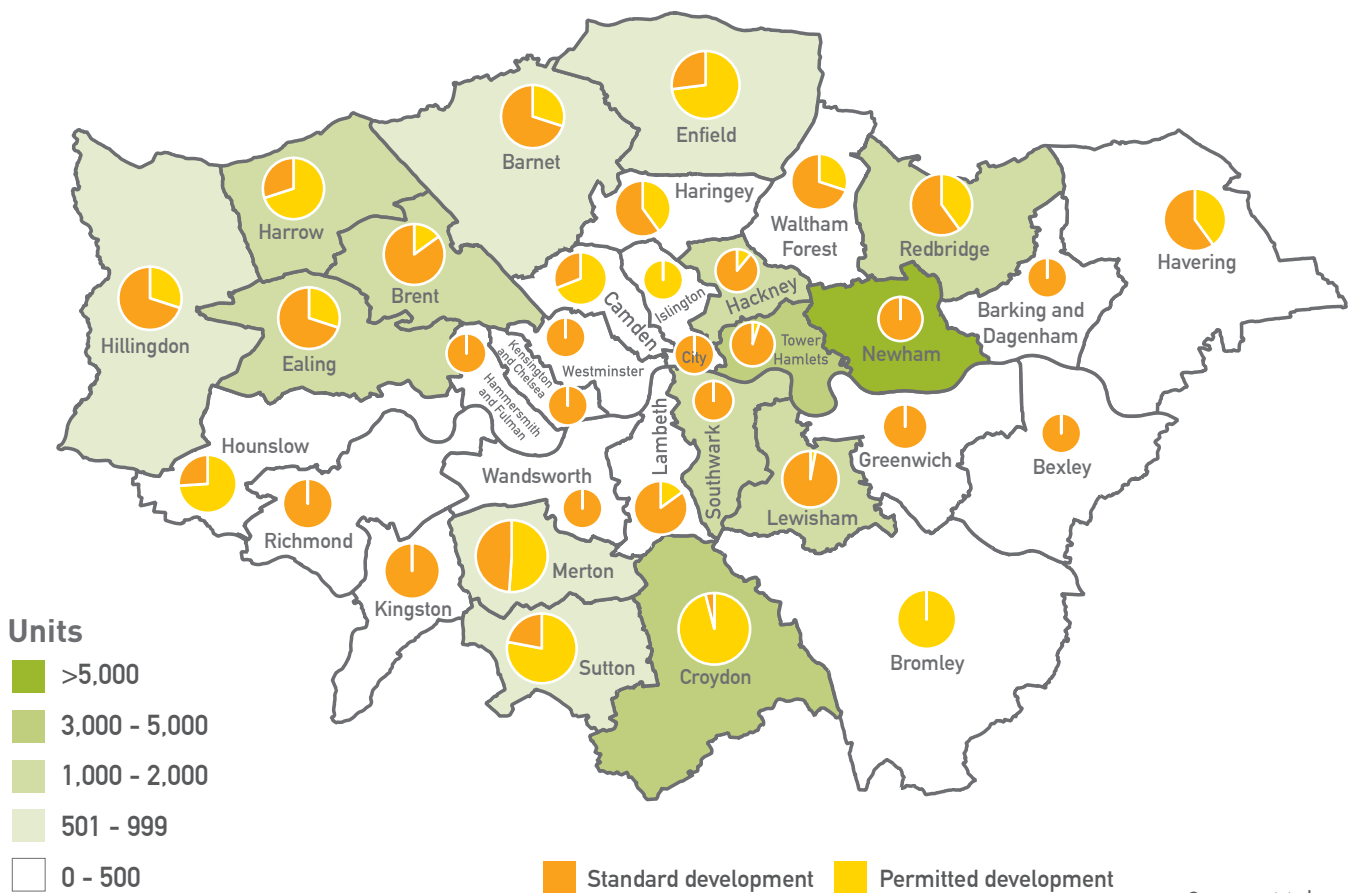 Enfield
Barnet
Haringey
Harrow
Waltham
Forest
Redbridge
Havering
Brent
Hackney
Camden
Islington
Barking and
Dagenham
Hillingdon
Ealing
Kensington
and Chelsea
Westminster
City
Tower
Hamlets
Newham
Hammersmith
and Fulman
Hounslow
Lambeth
Southwark
Greenwich
Bexley
Wandsworth
Richmond
Lewisham
Merton
Kingston
Sutton
Croydon
Bromley
Units
>5,000
3,000 - 5,000
1,000 - 2,000
501 - 999
0 - 500
Standard development
Permitted development